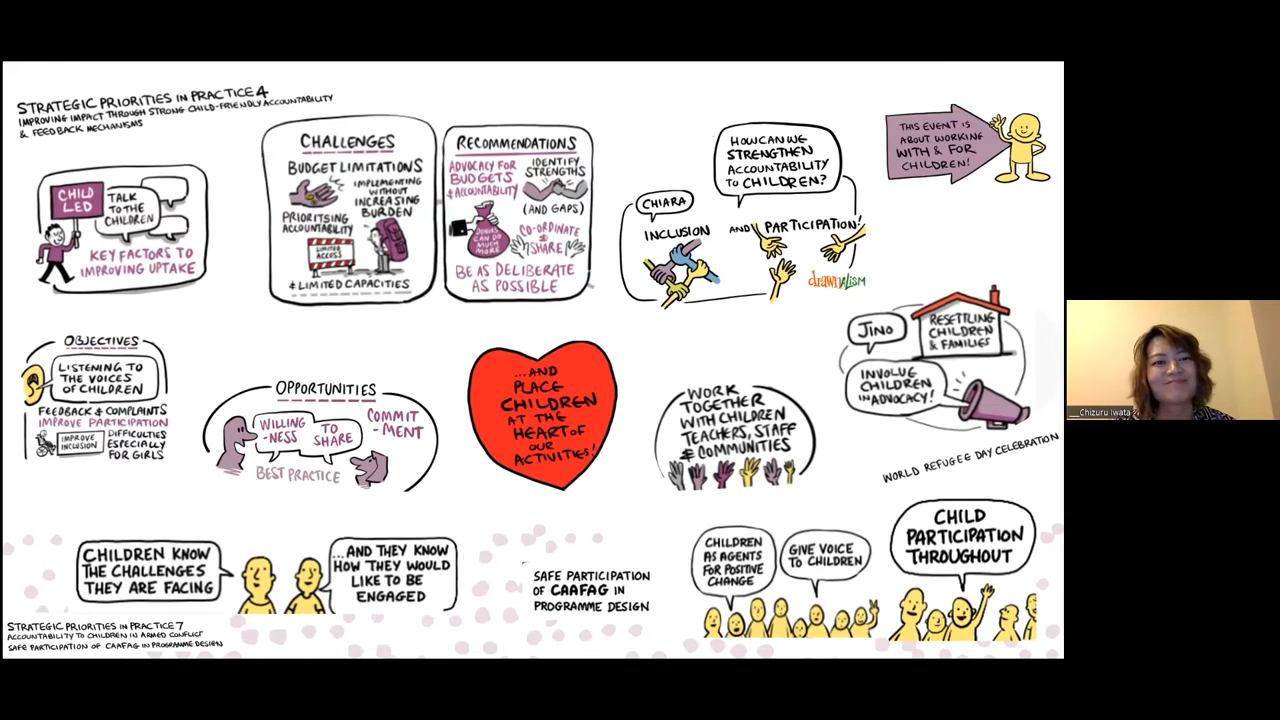 STRATEGIC PRIORITIES IN PRACTICE 4
IMPROVING IMPACT THROUGH STRONG CHILD-FRIENDLY ACCOUNTABILITY
& FEEDBACK MECHANISMS
CHILD
LED
TALK
TO THE
CHILDREN
KEY FACTORS TO
IMPROVING UPTAKE
CHALLENGES
BUDGET LIMITATIONS
IMPLEMENTING
WITHOUT
INCREASING
BURDEN
PRIORITISING
ACCOUNTABILITY
LIMITED
ACCESS
& LIMITED CAPACITIES
RECOMMENDATIONS
ADVOCACY FOR
BUDGETS
& ACCOUNTABILITY
IDENTIFY
STRENGTHS
(AND GAPS)
DONORS
CAN DO
MUCH
MORE
CO-ORDINATE
& SHARE
BE AS DELIBERATE
AS POSSIBLE
HOW CAN WE
STRENGTHEN
ACCOUNTABILITY
TO CHILDREN?
CHIARA
INCLUSION AND PARTICIPATION!
drawnalism
THIS EVENT IS
ABOUT WORKING
WITH & FOR
CHILDREN!
OBJECTIVES
LISTENING TO
THE VOICES
OF CHILDREN
FEEDBACK & COMPLAINTS
IMPROVE PARTICIPATION
IMPROVE
INCLUSION
DIFFICULTIES
ESPECIALLY
FOR GIRLS
OPPORTUNITIES
WILLING
-NESS
TO
SHARE
COMMIT
-MENT
BEST PRACTICE
...AND
PLACE
CHILDREN
AT THE
HEART OF
OUR
ACTIVITIES!
WORK
TOGETHER
WITH CHILDREN
TEACHERS, STAFF
& COMMUNITIES
JINO
RESETTLING
CHILDREN
& FAMILIES
INVOLVE
CHILDREN
IN ADVOCACY!
WORLD REFUGEE DAY CELEBRATION
__Chizuru Iwata
CHILDREN KNOW
THE CHALLENGES
THEY ARE FACING
...AND THEY KNOW
HOW THEY WOULD
LIKE TO BE
ENGAGED
SAFE PARTICIPATION
OF CAAFAG IN
PROGRAMME DESIGN
CHILDREN
AS AGENTS
FOR POSITIVE
CHANGE
GIVE VOICE
TO CHILDREN
CHILD
PARTICIPATION
THROUGHOUT
STRATEGIC PRIORITIES IN PRACTICE 7
ACCOUNTABILITY TO CHILDREN IN ARMED CONFLICT
SAFE PARTICIPATION OF CAAFAG IN PROGRAMME DESIGN